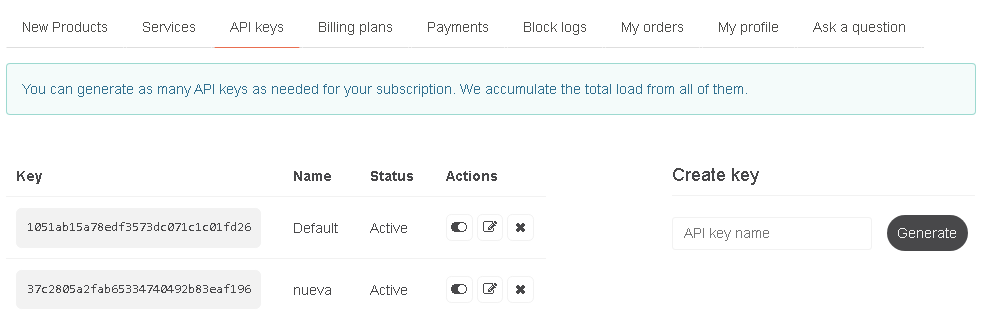 New Products Services API keys Billing plans Payments Block logs My orders My profile Ask a question
You can generate as many API keys as needed for your subscription. We accumulate the total load from all of them.
Key Name Status Actions
1051ab15a78edf3573dc071c1c01fd26 Default Active
37c2805a2fab65334740492b83eaf196 nueva Active
Create key
API key name Generate